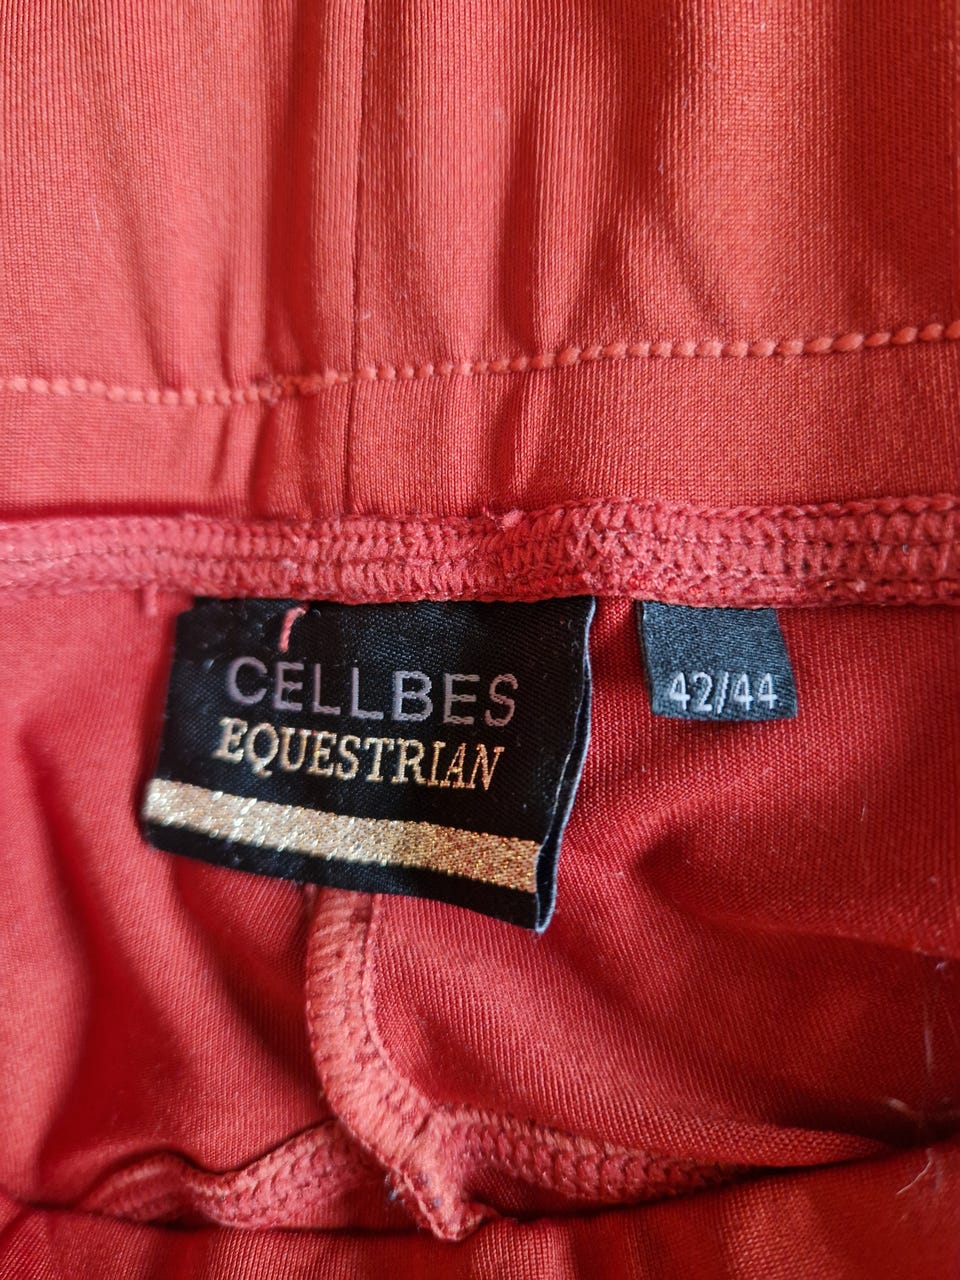 CELLBES
EQUESTRIAN
42/44